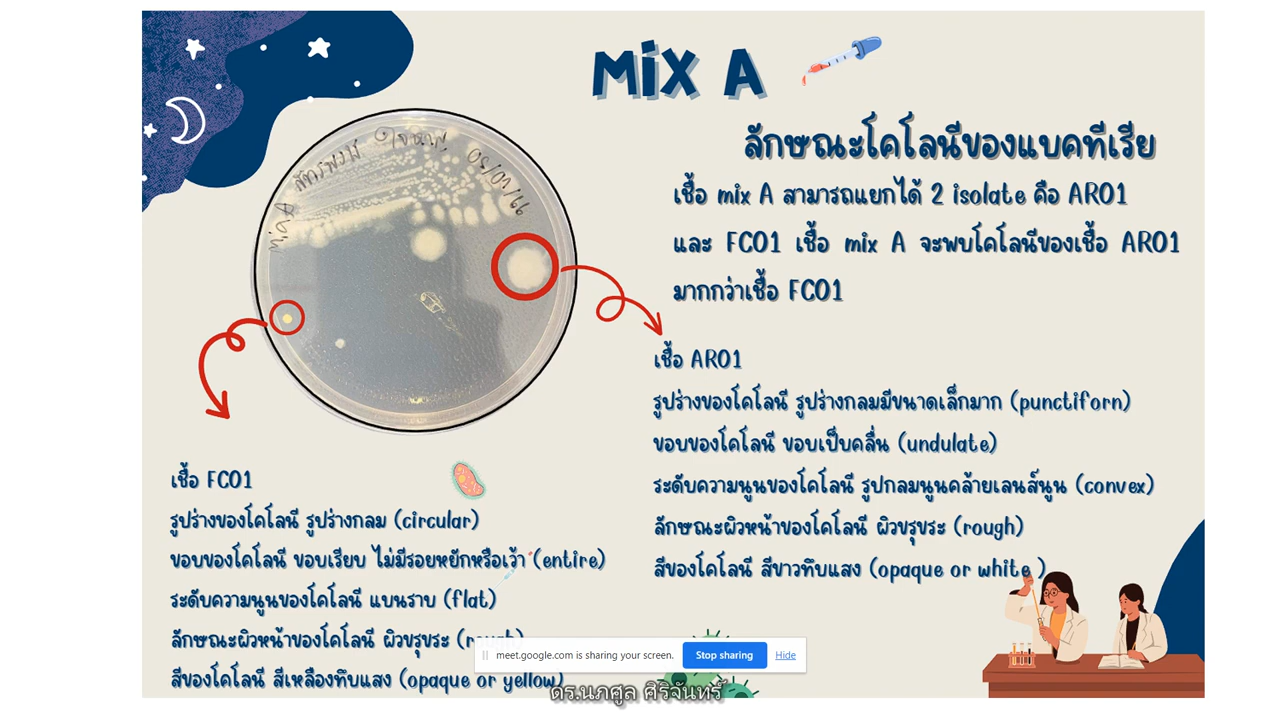 MiX A
ลักษณะโคโลนีของแบคทีเรีย
เชื้อ mix A สามารถแยกได้ 2 isolate คือ ARO1
และ FCO1 เชื้อ mix A จะพบโคโลนีของเชื้อ ARO1
มากกว่าเชื้อ FCO1
mix A
05/01/66
เชื้อ ARO1
รูปร่างของโคโลนี รูปร่างกลมมีขนาดเล็กมาก (punctiforn)
ขอบของโคโลนี ขอบเป็บคลื่น (undulate)
ระดับความนูนของโคโลนี รูปกลมนูนคล้ายเลนส์นูน (convex)
ลักษณะผิวหน้าของโคโลนี ผิวขรุขระ (rough)
สีของโคโลนี สีขาวทึบแสง (opaque or white )
เชื้อ FCO1
รูปร่างของโคโลนี รูปร่างกลม (circular)
ขอบของโคโลนี ขอบเรียบ ไม่มีรอยหยักหรือเว้า (entire)
ระดับความนูนของโคโลนี แบนราบ (flat)
ลักษณะผิวหน้าของโคโลนี ผิวขรุขระ (rough)
สีของโคโลนี สีเหลืองทึบแสง (opaque or yellow)
meet.google.com is sharing your screen.
Stop sharing
Hide
ดร.นภศูล ศิริจันทร์